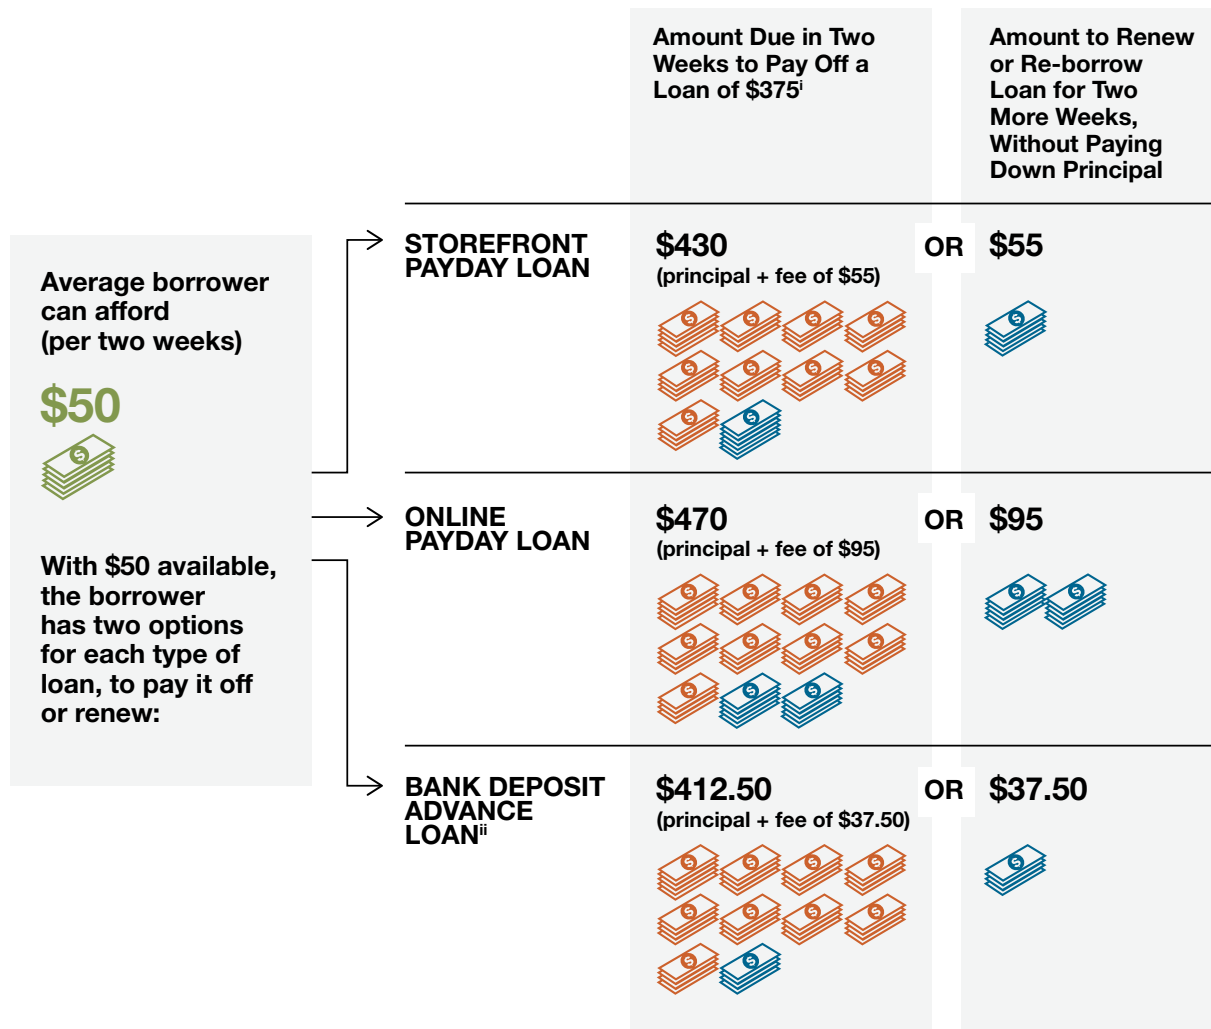 Amount Due in Two
Weeks to Pay Off a
Loan of $375i
Amount to Renew
or Re-borrow
Loan for Two
More Weeks,
Without Paying
Down Principal
Average borrower
can afford
(per two weeks)
$50
With $50 available,
the borrower
has two options
for each type of
loan, to pay it off
or renew:
STOREFRONT
PAYDAY LOAN
$430
(principal + fee of $55)
OR
$55
ONLINE
PAYDAY LOAN
$470
(principal + fee of $95)
OR
$95
BANK DEPOSIT
ADVANCE
LOANii
$412.50
(principal + fee of $37.50)
OR
$37.50